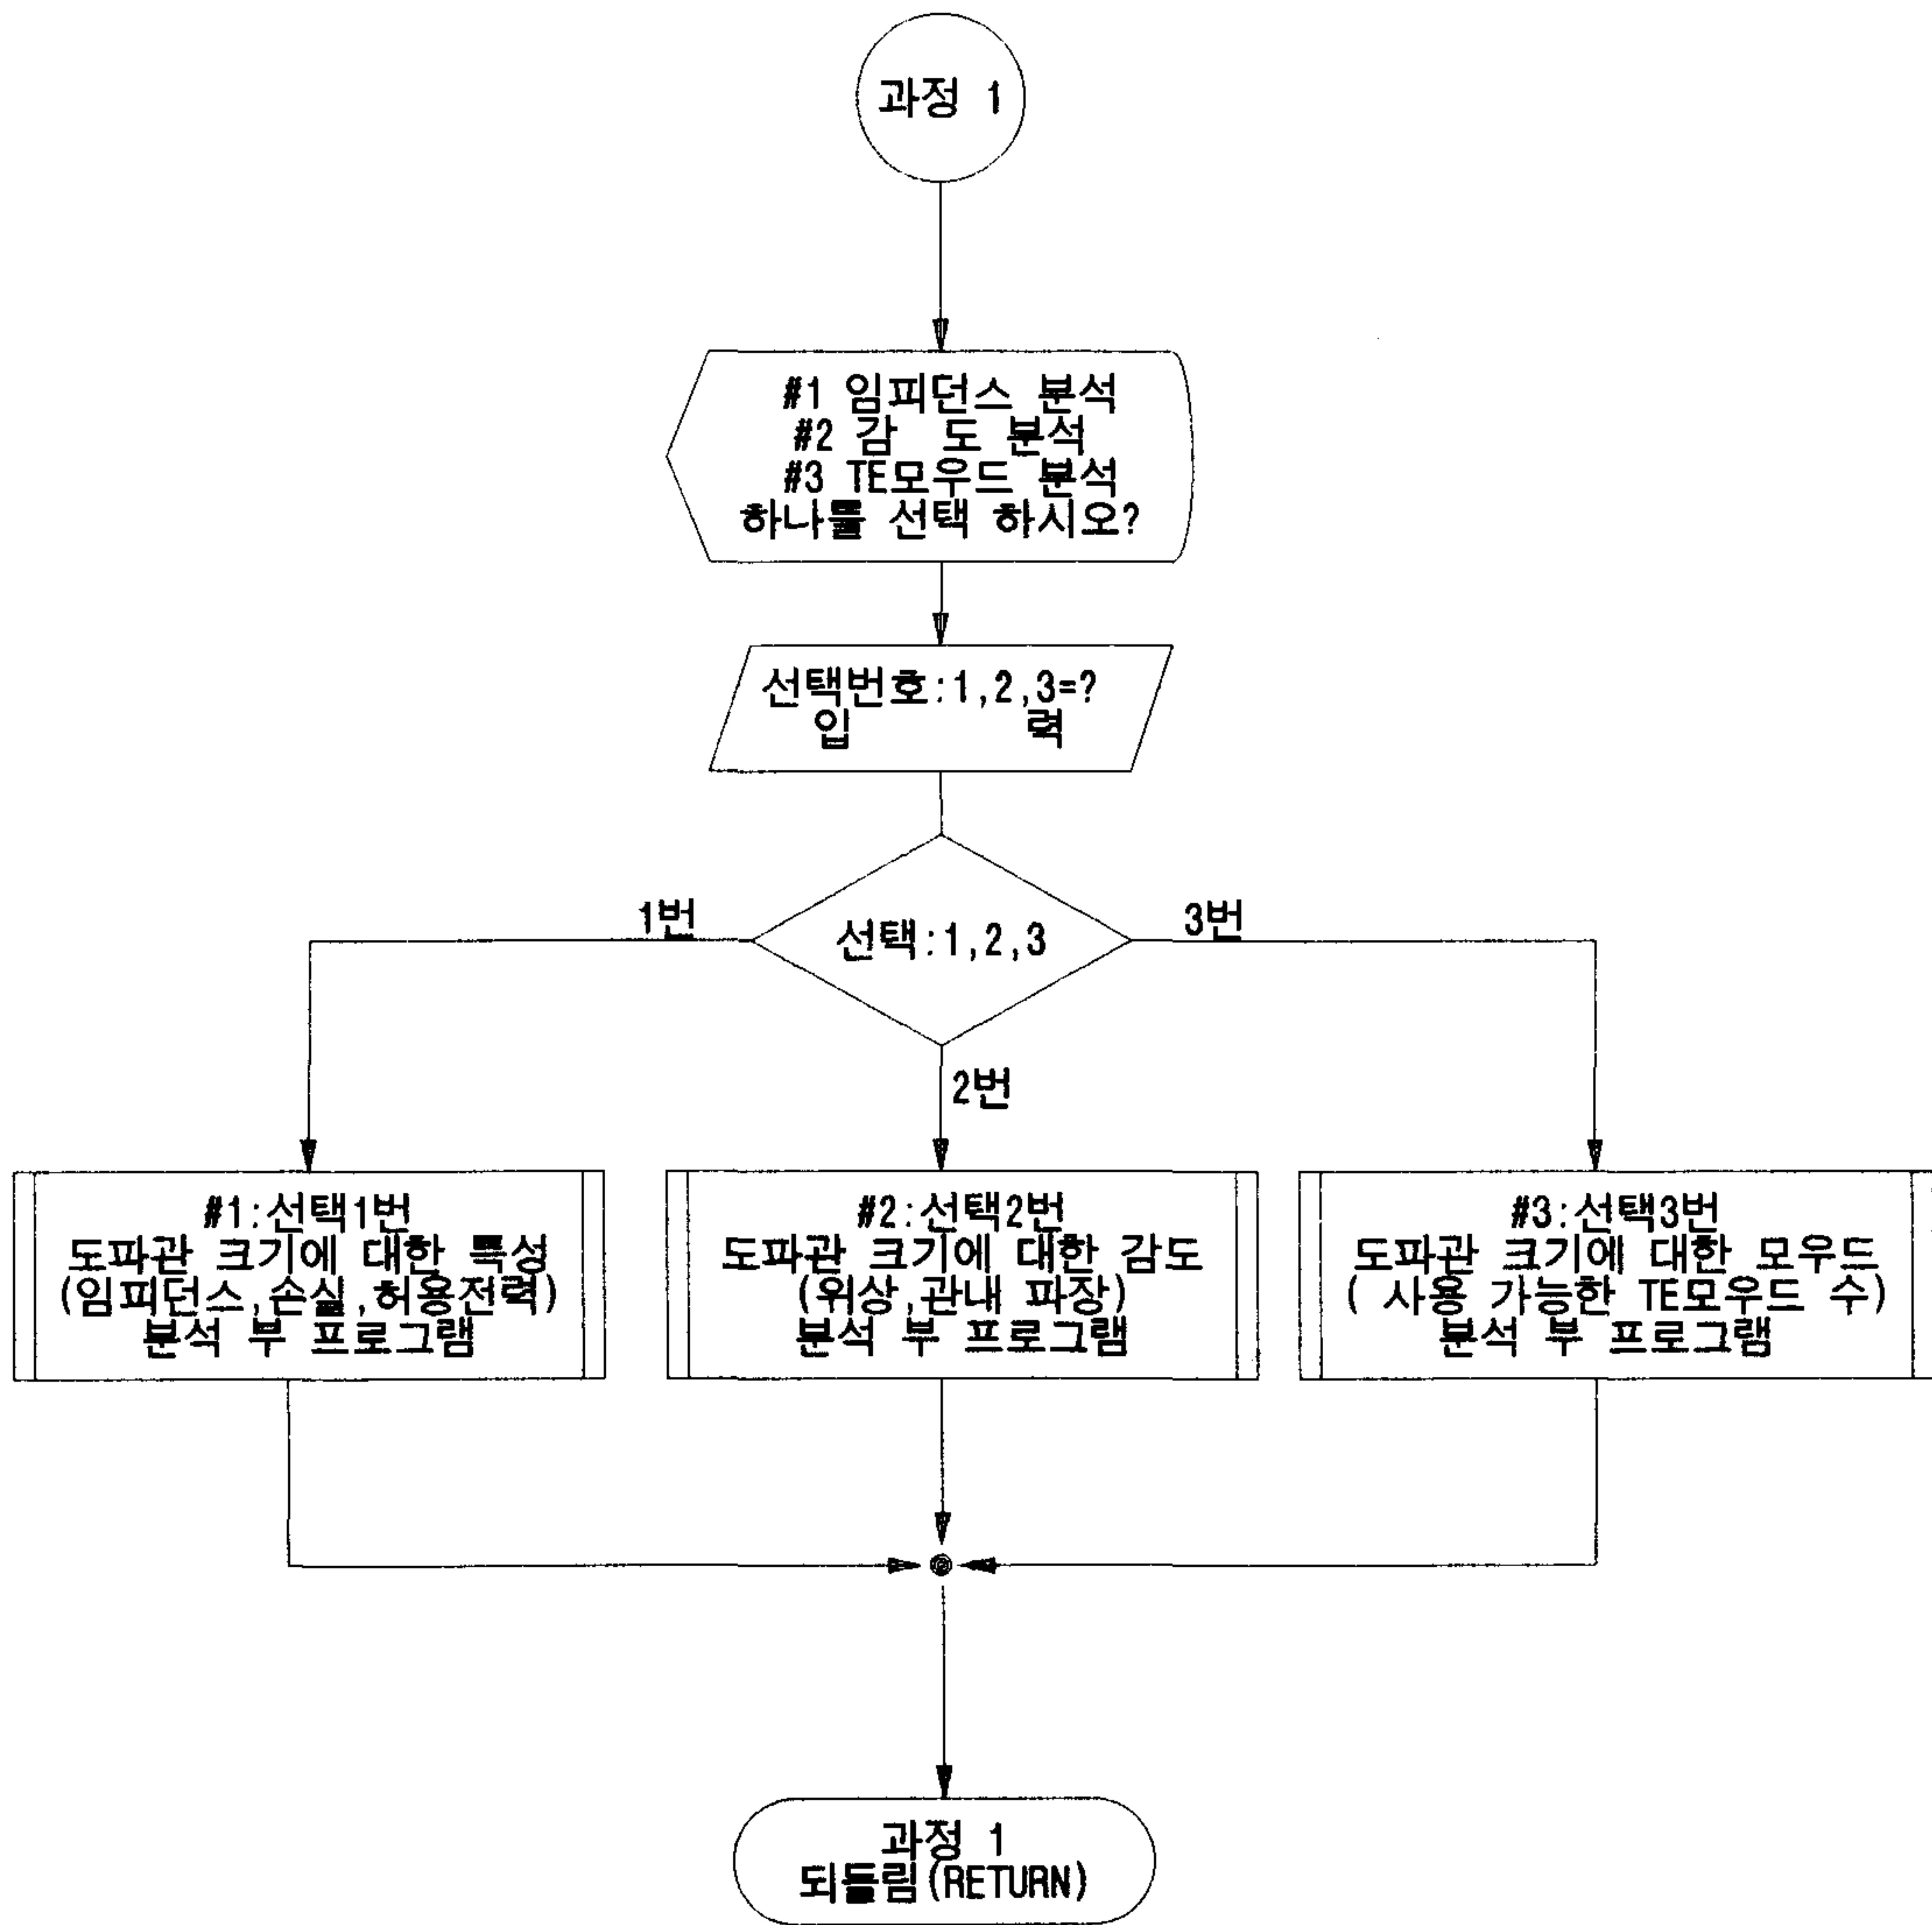 과정 1
#1 임피던스 분석
#2 감 도 분석
#3 TE모우드 분석
하나를 선택 하시오?
선택번호:1,2,3=?
입 력
1번
선택:1,2,3
3번
2번
#1:선택1번
도파관 크기에 대한 특성
(임피던스,손실,허용전력)
분석 부 프로그램
#2:선택2번
도파관 크기에 대한 감도
(위상,관내 파장)
분석 부 프로그램
#3:선택3번
도파관 크기에 대한 모우드
( 사용 가능한 TE모우드 수)
분석 부 프로그램
과정 1
되돌림(RETURN)